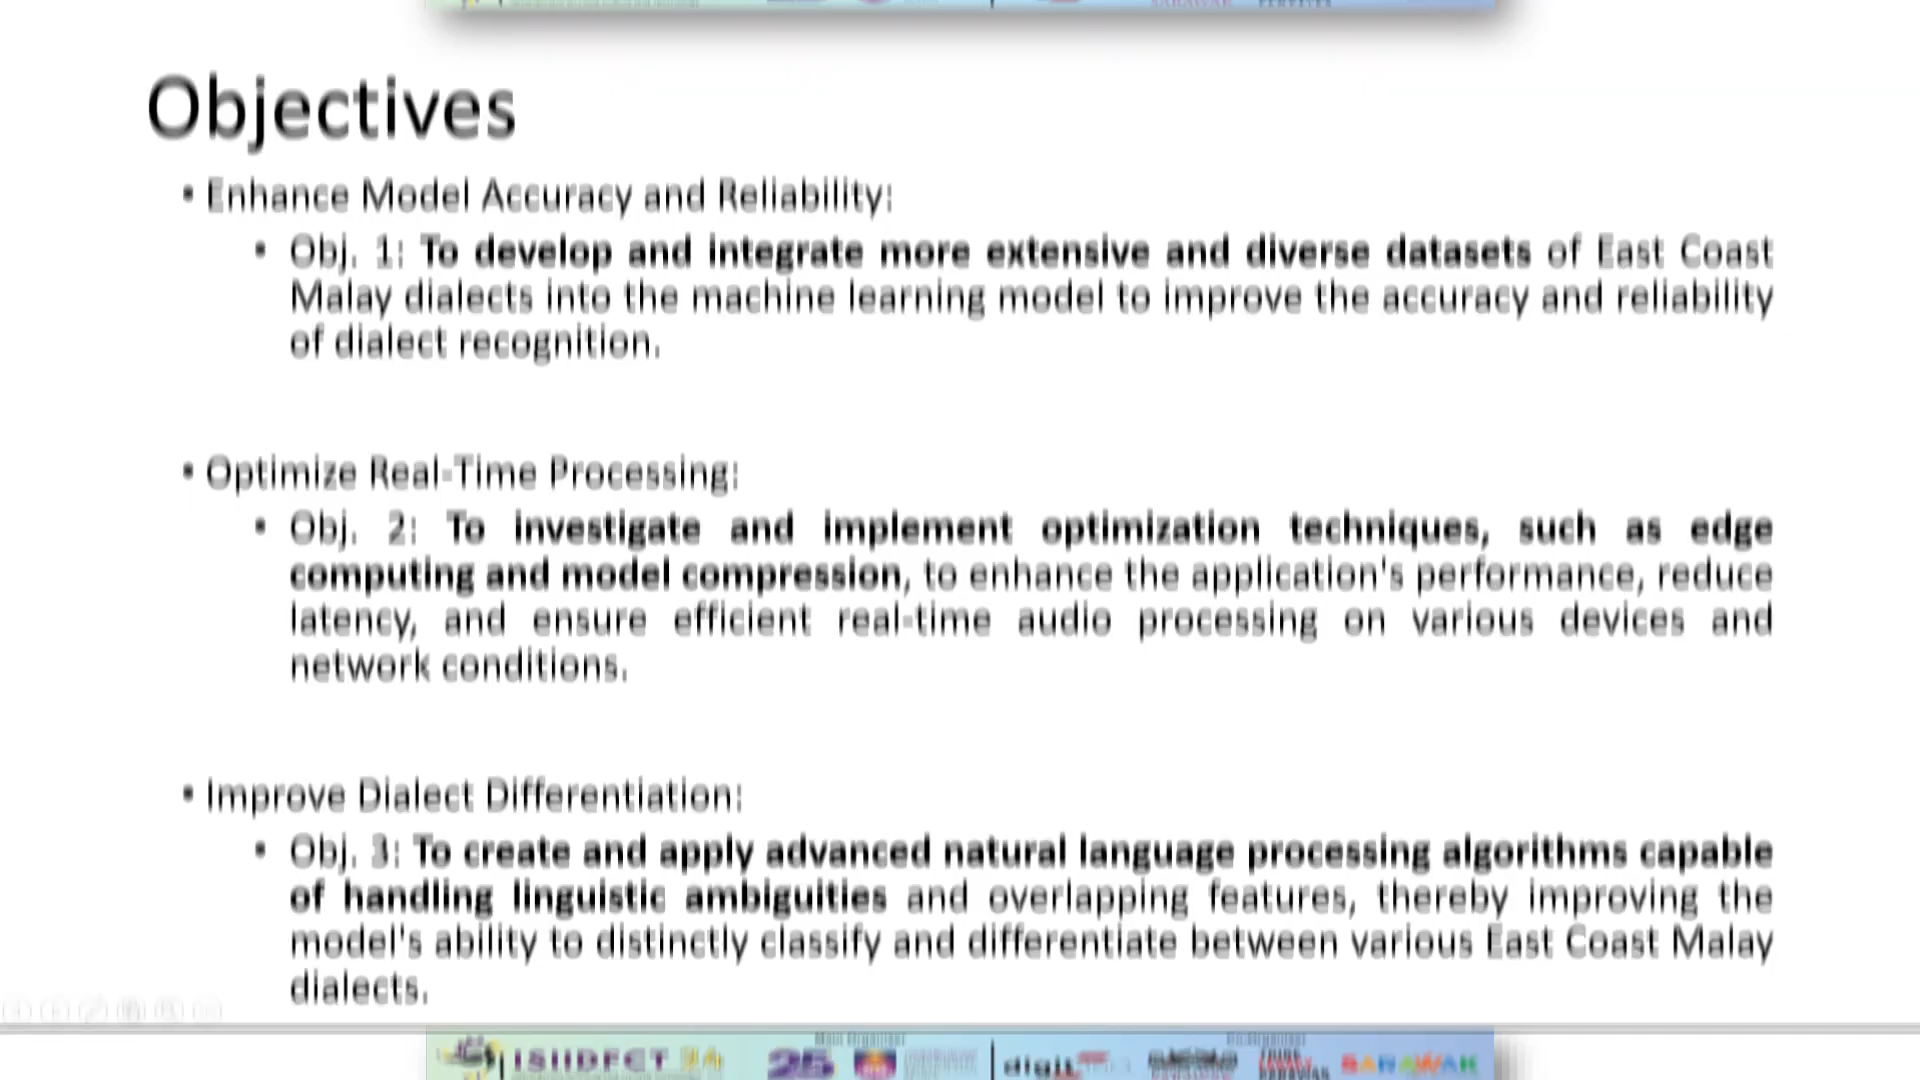 Objectives
• Enhance Model Accuracy and Reliability:
• Obj. 1: To develop and integrate more extensive and diverse datasets of East Coast
Malay dialects into the machine learning model to improve the accuracy and reliability
of dialect recognition.
• Optimize Real-Time Processing:
• Obj. 2: To investigate and implement optimization techniques, such as edge
computing and model compression, to enhance the application's performance, reduce
latency, and ensure efficient real-time audio processing on various devices and
network conditions.
• Improve Dialect Differentiation:
• Obj. 3: To create and apply advanced natural language processing algorithms capable
of handling linguistic ambiguities and overlapping features, thereby improving the
model's ability to distinctly classify and differentiate between various East Coast Malay
dialects.
Main Organiser
25
digit
SARAWAK